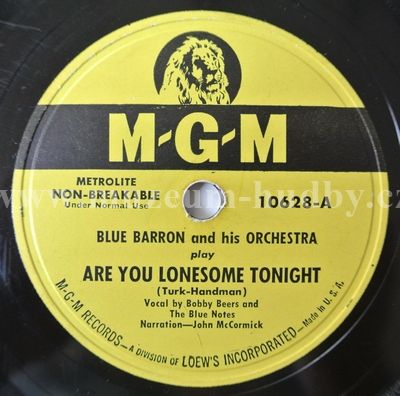 M-G-M
METROLITE
NON-BREAKABLE
Under Normal Use
10628-A
BLUE BARRON and his ORCHESTRA
play
ARE YOU LONESOME TONIGHT
(Turk-Handman)
Vocal by Bobby Beers and
The Blue Notes
Narration—John McCormick
M-G-M RECORDS—A DIVISION OF LOEW'S INCORPORATED—Made in U. S. A.